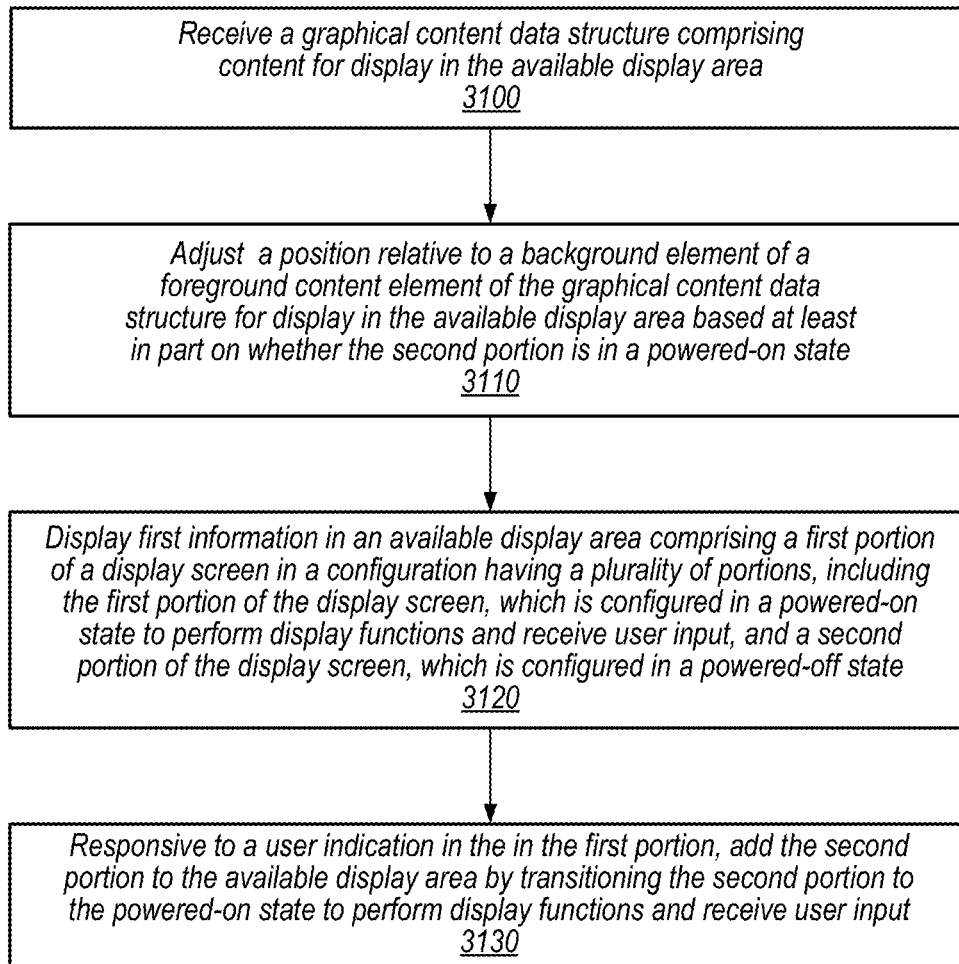 Receive a graphical content data structure comprising
content for display in the available display area
3100
Adjust a position relative to a background element of a
foreground content element of the graphical content data
structure for display in the available display area based at least
in part on whether the second portion is in a powered-on state
3110
Display first information in an available display area comprising a first portion
of a display screen in a configuration having a plurality of portions, including
the first portion of the display screen, which is configured in a powered-on
state to perform display functions and receive user input, and a second
portion of the display screen, which is configured in a powered-off state
3120
Responsive to a user indication in the in the first portion, add the second
portion to the available display area by transitioning the second portion to
the powered-on state to perform display functions and receive user input
3130